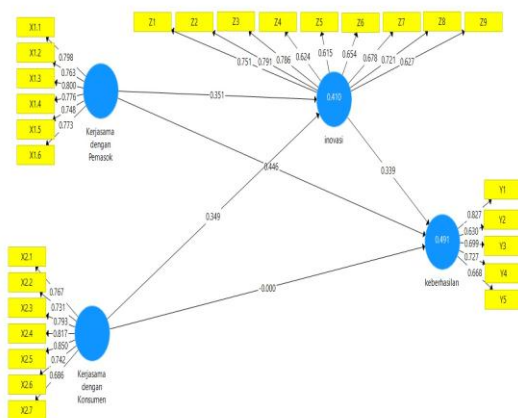 Z1 Z2 Z3 Z4 Z5 Z6 Z7 Z8 Z9
0.751 0.791 0.786 0.624 0.615 0.654 0.678 0.721 0.627
X1.1
X1.2
X1.3
X1.4
X1.5
X1.6
0.798
0.763
0.800
0.776
0.748
0.773
Kerjasama
dengan
Pemasok
0.351
0.410
inovasi
0.446
0.349
0.339
-0.000
0.491
keberhasilan
Y1
Y2
Y3
Y4
Y5
0.827
0.630
0.699
0.727
0.668
X2.1
X2.2
X2.3
X2.4
X2.5
X2.6
X2.7
0.767
0.731
0.793
0.817
0.850
0.742
0.686
Kerjasama
dengan
Konsumen